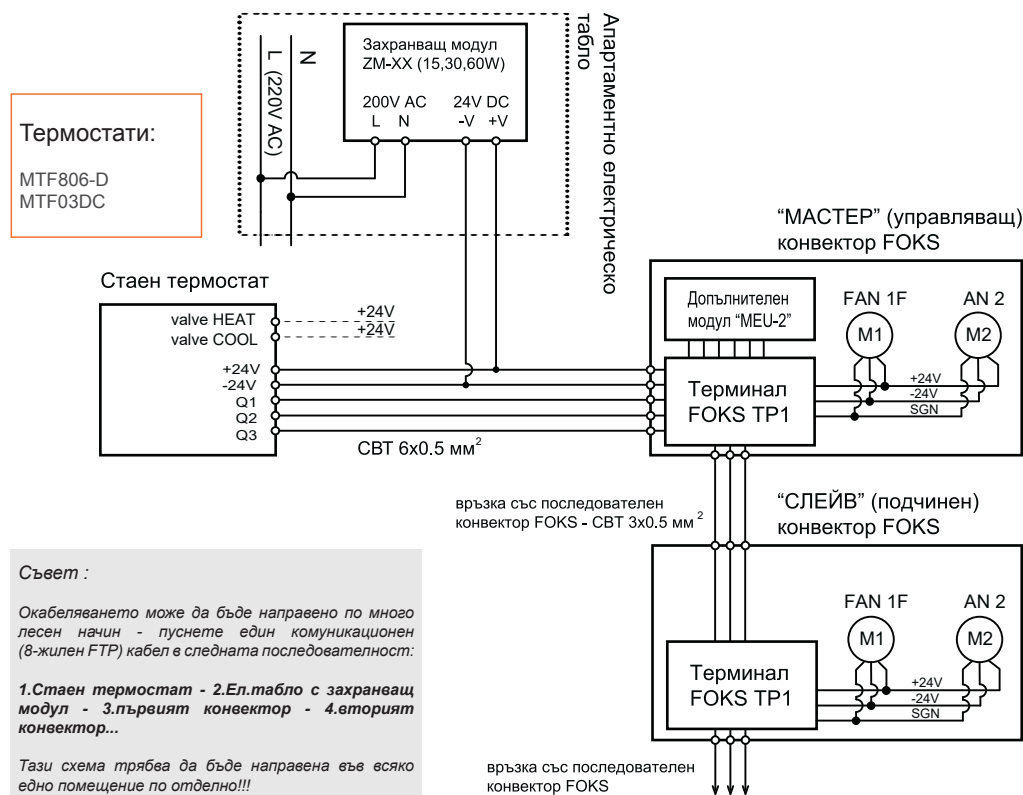 Апартаментно електрическо
табло
L (220V AC)
N
Захранващ модул
ZM-XX (15,30,60W)
200V AC 24V DC
L N -V +V
Термостати:
MTF806-D
MTF03DC
Стаен термостат
valve HEAT
valve COOL
+24V
+24V
+24V
-24V
Q1
Q2
Q3
СВТ 6x0.5 мм²
“МАСТЕР” (управляващ)
конвектор FOKS
Допълнителен
модул “MEU-2”
FAN 1F AN 2
M1 M2
Терминал
FOKS TP1
+24V
-24V
SGN
връзка със последователен
конвектор FOKS - СВТ 3x0.5 мм²
“СЛЕЙВ” (подчинен)
конвектор FOKS
FAN 1F AN 2
M1 M2
Терминал
FOKS TP1
+24V
-24V
SGN
връзка със последователен
конвектор FOKS
Съвет :
Окабеляването може да бъде направено по много
лесен начин - пуснете един комуникационен
(8-жилен FTP) кабел в следната последователност:
1.Стаен термостат - 2.Ел.табло с захранващ
модул - 3.първият конвектор - 4.вторият
конвектор...
Тази схема трябва да бъде направена във всяко
едно помещение по отделно!!!